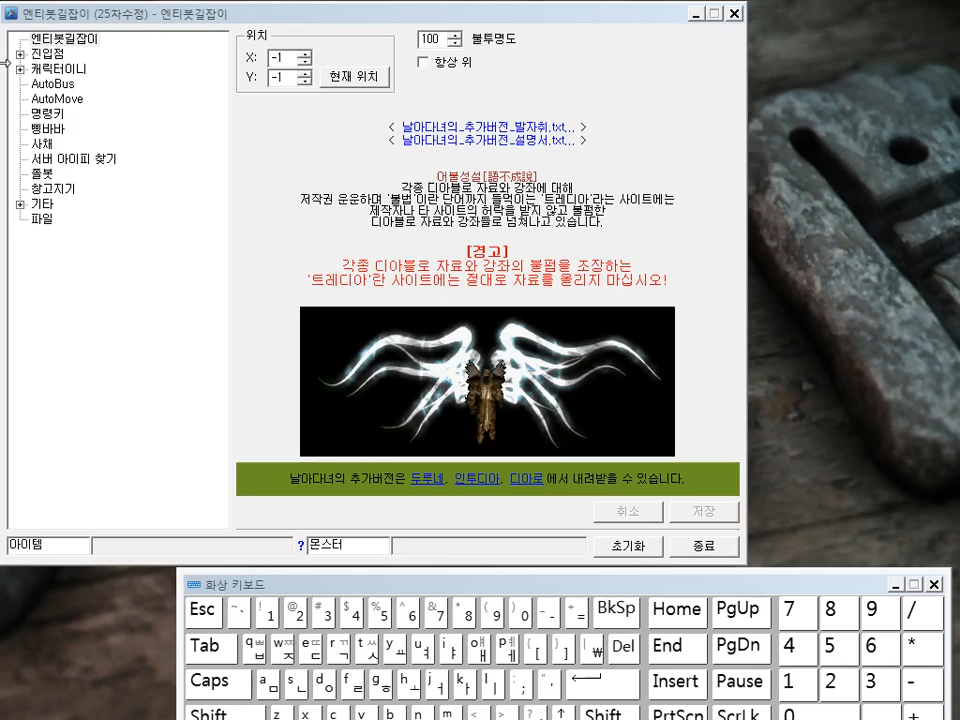 엔티봇길잡이 (25차수정) - 엔티봇길잡이
엔티봇길잡이
진입점
캐릭터이니
AutoBus
AutoMove
명령키
삥바바
사채
서버 아이피 찾기
졸봇
창고지기
기타
파일
위치
X: -1
Y: -1 현재 위치
100 불투명도
항상 위
< 날아다녀의_추가버전_발자취.txt... >
< 날아다녀의_추가버전_설명서.txt... >
어불성설[語不成說]
각종 디아블로 자료와 강좌에 대해
저작권 운운하며 '불법'이란 단어까지 들먹이는 '트레디아'라는 사이트에는
제작자나 타 사이트의 허락을 받지 않고 불펌한
디아블로 자료와 강좌들로 넘쳐나고 있습니다.
[경고]
각종 디아블로 자료와 강좌의 불펌을 조장하는
'트레디아'란 사이트에는 절대로 자료를 올리지 마십시오!
날아다녀의 추가버전은 두루네, 인투디아, 디아로에서 내려받을 수 있습니다.
취소 저장
아이템 ? 몬스터 초기화 종료
화상 키보드
Esc ~ ` ! 1 @ 2 # 3 $ 4 % 5 ^ 6 & 7 * 8 ( 9 ) 0 _ - + = BkSp Home PgUp 7 8 9 /
Tab q ㅃ ㅂ w ㅉ ㅈ e ㄸ ㄷ r ㄲ ㄱ t ㅆ ㅅ y ㅛ u ㅕ i ㅑ o ㅒ ㅐ p ㅖ ㅔ { [ } ] | ₩ Del End PgDn 4 5 6 *
Caps a ㅁ s ㄴ d ㅇ f ㄹ g ㅎ h ㅗ j ㅓ k ㅏ l ㅣ : ; " ' Insert Pause 1 2 3 -
Shift z x c v b n m < > ? ↑ Shift PrtScn ScrLk 0 . +